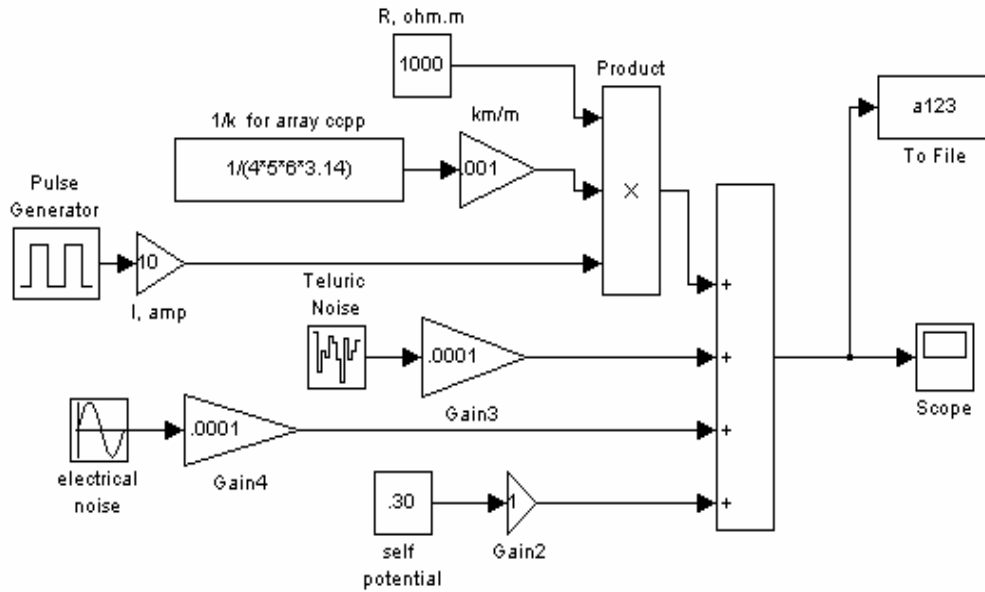 R, ohm.m
1000
Product
a123
To File
1/k for array ccpp
km/m
1/(4*5*6*3.14)
.001
×
Pulse
Generator
10
I, amp
Teluric
Noise
+
.0001
+
Gain3
Scope
.0001
+
electrical
noise
Gain4
.30
1
+
self
potential
Gain2